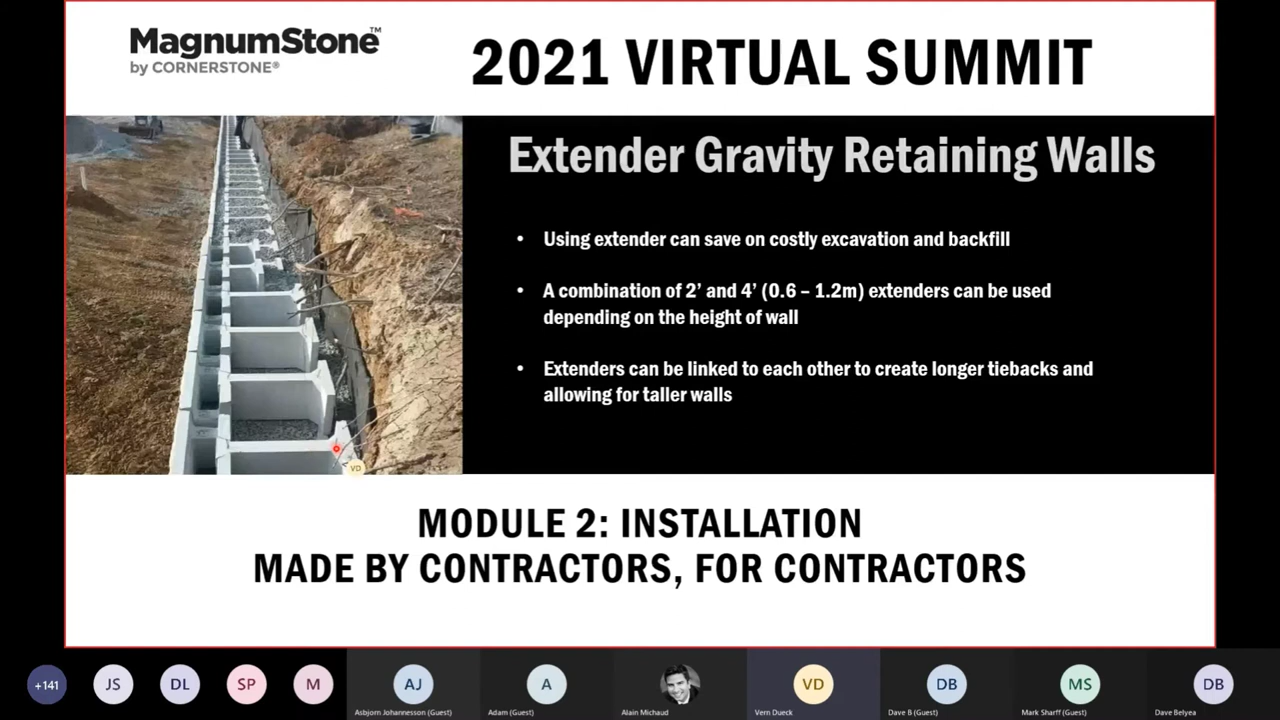 MagnumStone™
by CORNERSTONE®
2021 VIRTUAL SUMMIT
Extender Gravity Retaining Walls
• Using extender can save on costly excavation and backfill
• A combination of 2' and 4' (0.6 – 1.2m) extenders can be used
depending on the height of wall
• Extenders can be linked to each other to create longer tiebacks and
allowing for taller walls
VD
MODULE 2: INSTALLATION
MADE BY CONTRACTORS, FOR CONTRACTORS
+141
JS
DL
SP
M
AJ
A
VD
DB
MS
DB
Asbjorn Johannesson (Guest)
Adam (Guest)
Alain Michaud
Vern Dueck
Dave B (Guest)
Mark Sharff (Guest)
Dave Belyea